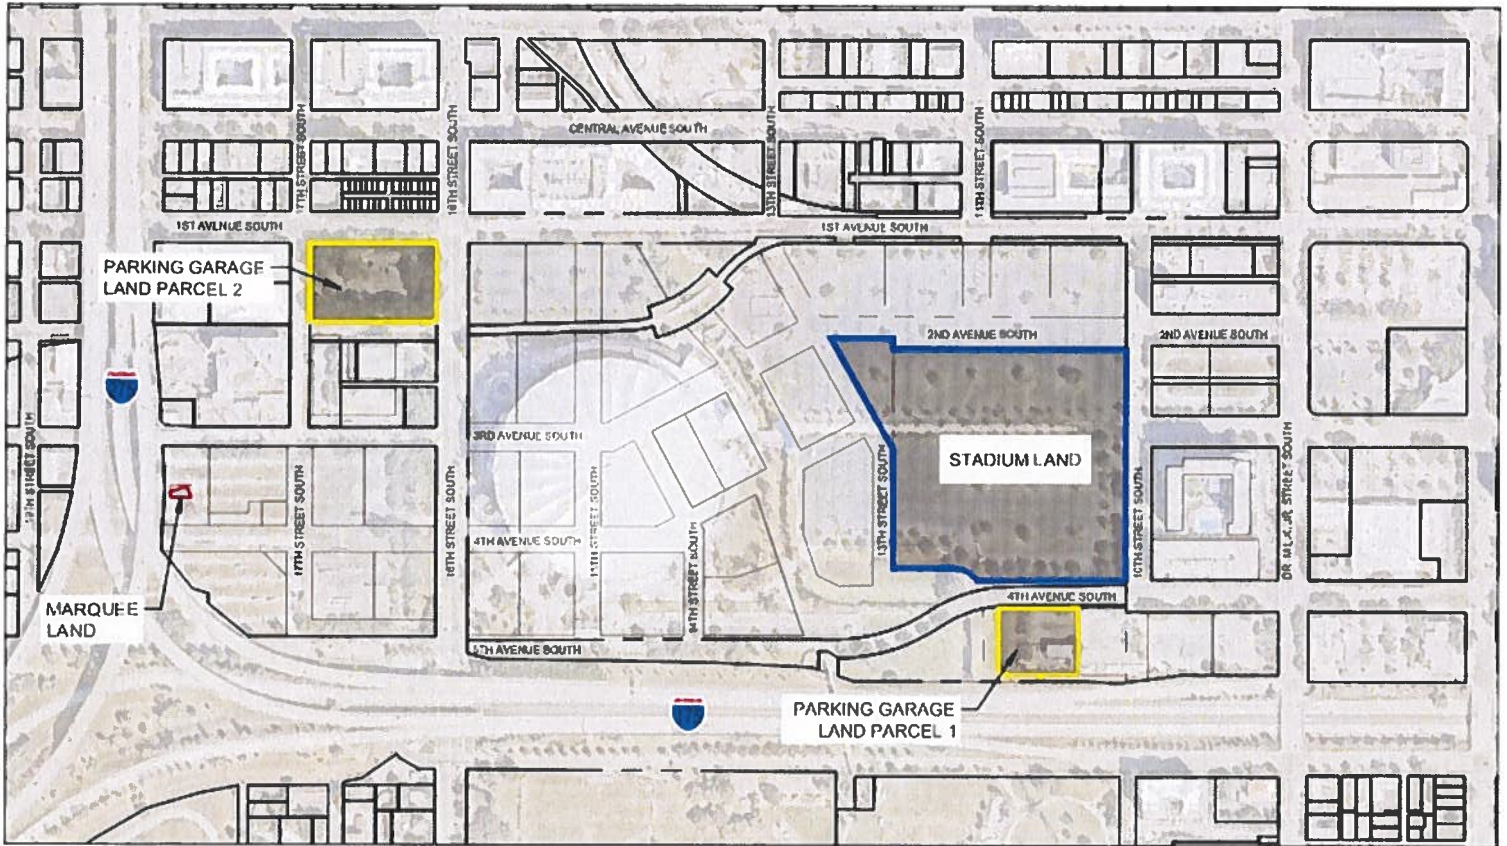 CENTRAL AVENUE SOUTH
17TH STREET SOUTH
16TH STREET SOUTH
13TH STREET SOUTH
11TH STREET SOUTH
1ST AVENUE SOUTH
1ST AVENUE SOUTH
PARKING GARAGE
LAND PARCEL 2
2ND AVENUE SOUTH
2ND AVENUE SOUTH
3RD AVENUE SOUTH
STADIUM LAND
17TH STREET SOUTH
16TH STREET SOUTH
14TH STREET SOUTH
13TH STREET SOUTH
10TH STREET SOUTH
DR. M.L.K. JR. STREET SOUTH
4TH AVENUE SOUTH
MARQUEE
LAND
4TH AVENUE SOUTH
5TH AVENUE SOUTH
PARKING GARAGE
LAND PARCEL 1